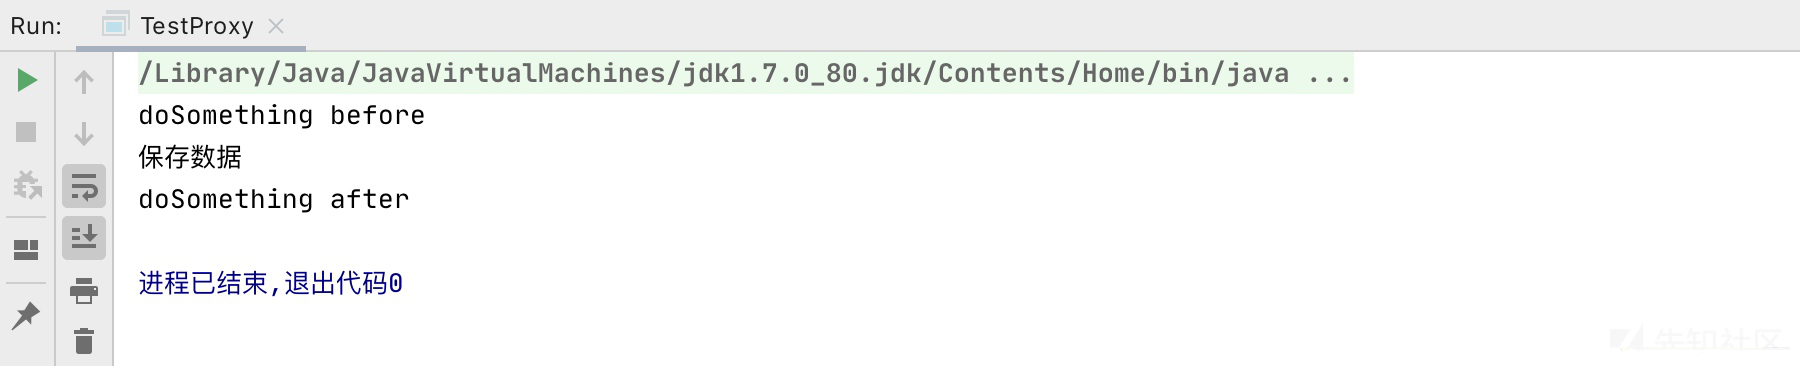 Run: TestProxy
/Library/Java/JavaVirtualMachines/jdk1.7.0_80.jdk/Contents/Home/bin/java ...
doSomething before
保存数据
doSomething after
进程已结束,退出代码0
先知社区